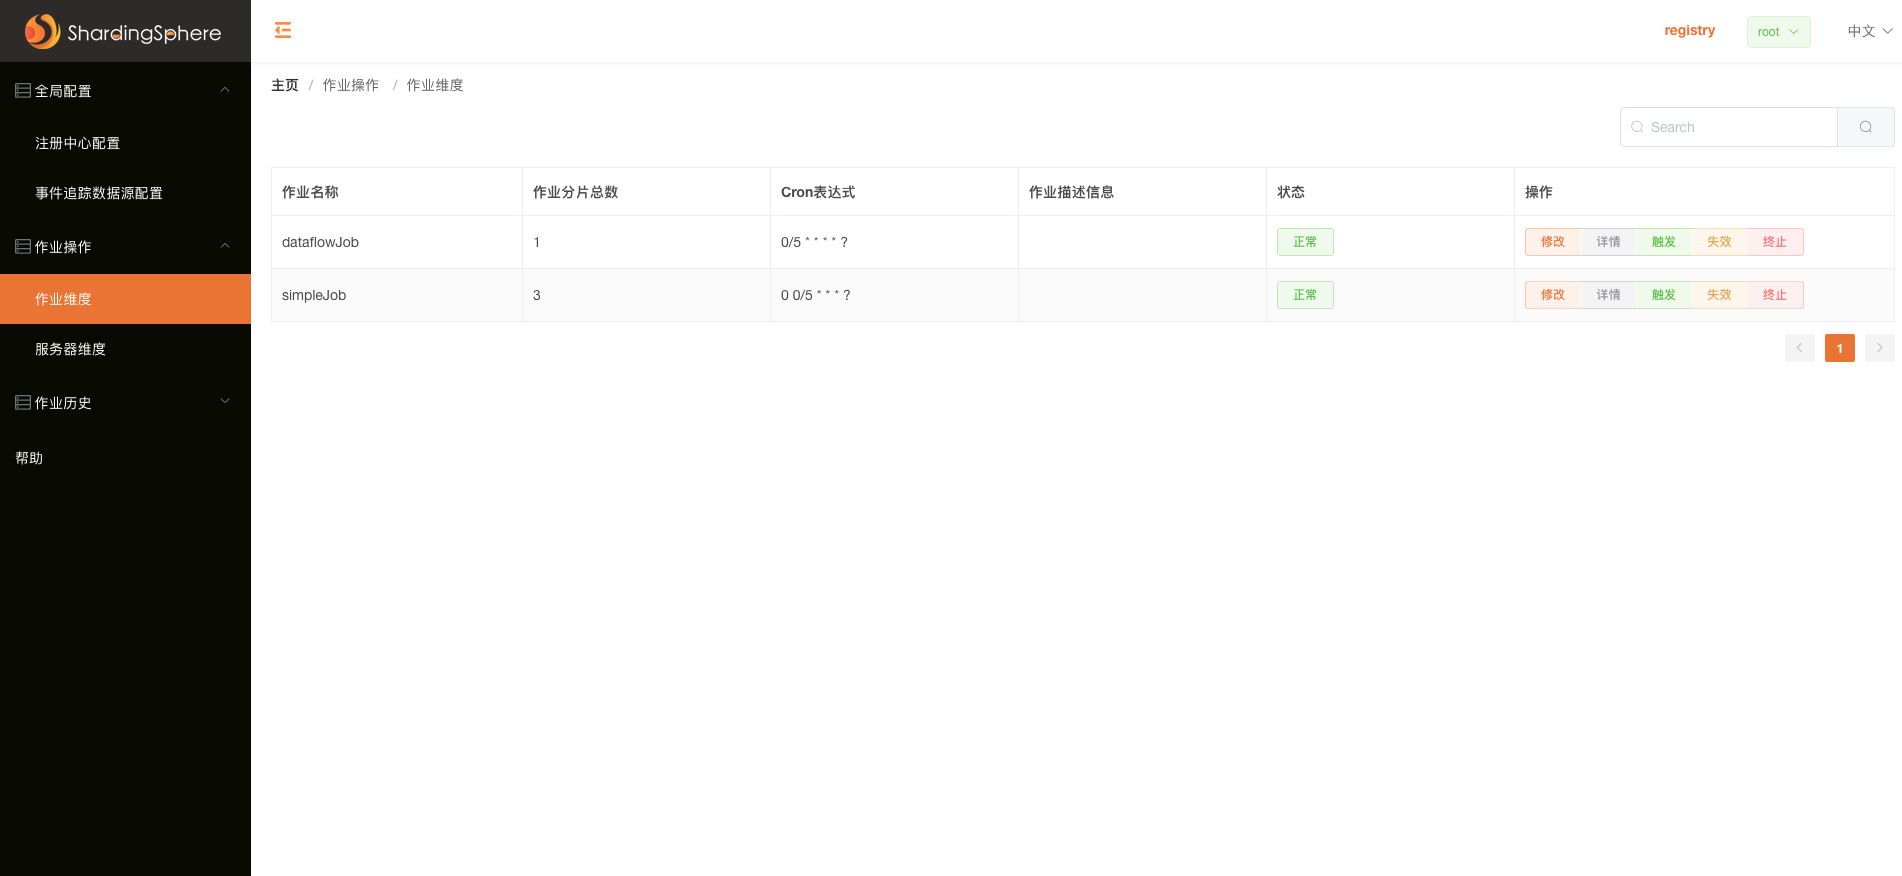 ShardingSphere
registry
root
中文
全局配置
注册中心配置
事件追踪数据源配置
作业操作
作业维度
服务器维度
作业历史
帮助
主页 / 作业操作 / 作业维度
Search
作业名称 作业分片总数 Cron表达式 作业描述信息 状态 操作
dataflowJob 1 0/5 * * * * ? 正常 修改 详情 触发 失效 终止
simpleJob 3 0 0/5 * * * ? 正常 修改 详情 触发 失效 终止
1